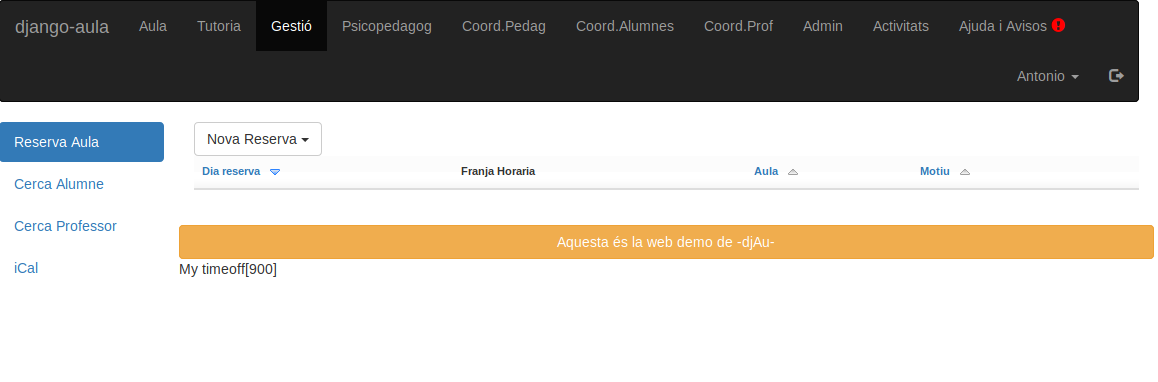 django-aula Aula Tutoria Gestió Psicopedagog Coord.Pedag Coord.Alumnes Coord.Prof Admin Activitats Ajuda i Avisos
Antonio
Reserva Aula
Cerca Alumne
Cerca Professor
iCal
Nova Reserva
Dia reserva Franja Horaria Aula Motiu
Aquesta és la web demo de -djAu-
My timeoff[900]